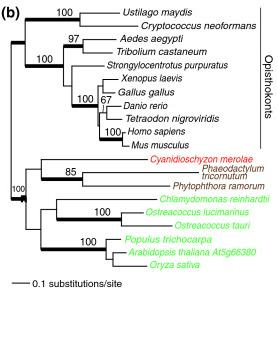 (b)
100
Ustilago maydis
Cryptococcus neoformans
97
Aedes aegypti
Tribolium castaneum
100
Strongylocentrotus purpuratus
Xenopus laevis
Gallus gallus
100
67
Danio rerio
Tetraodon nigroviridis
100
Homo sapiens
Mus musculus
Opisthokonts
Cyanidioschyzon merolae
85
Phaeodactylum
tricornutum
Phytophthora ramorum
100
Chlamydomonas reinhardtii
100
Ostreacoccus lucimarinus
Ostreacoccus tauri
100
Populus trichocarpa
Arabidopsis thaliana At5g66380
Oryza sativa
0.1 substitutions/site